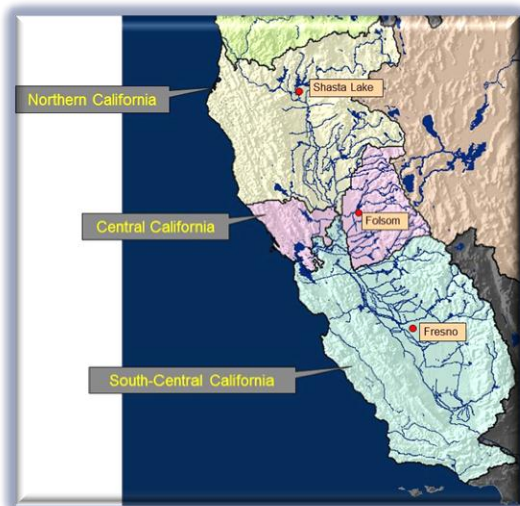 Shasta Lake
Northern California
Folsom
Central California
Fresno
South-Central California